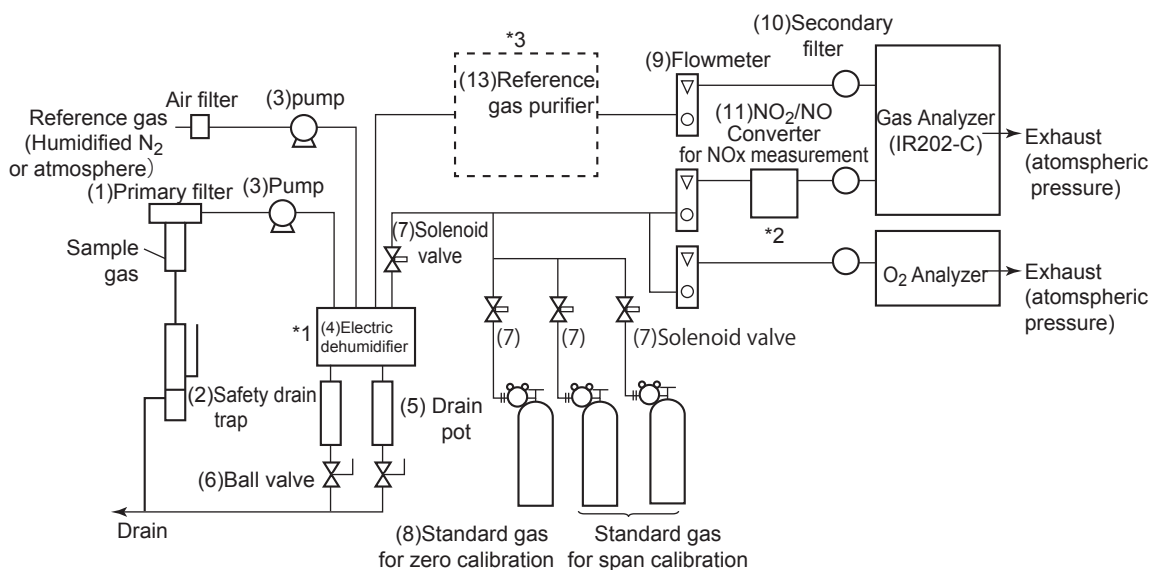 (10)Secondary
filter
*3
(9)Flowmeter
(13)Reference
gas purifier
Air filter
(3)pump
Reference gas
(Humidified N2
or atmosphere)
(11)NO2/NO
Converter
for NOx measurement
Gas Analyzer
(IR202-C)
Exhaust
(atomspheric
pressure)
(1)Primary filter
(3)Pump
Sample
gas
(7)Solenoid
valve
*2
O2 Analyzer
Exhaust
(atomspheric
pressure)
*1
(4)Electric
dehumidifier
(7)
(7)
(7)Solenoid valve
(2)Safety drain
trap
(5) Drain
pot
(6)Ball valve
Drain
(8)Standard gas
for zero calibration
Standard gas
for span calibration